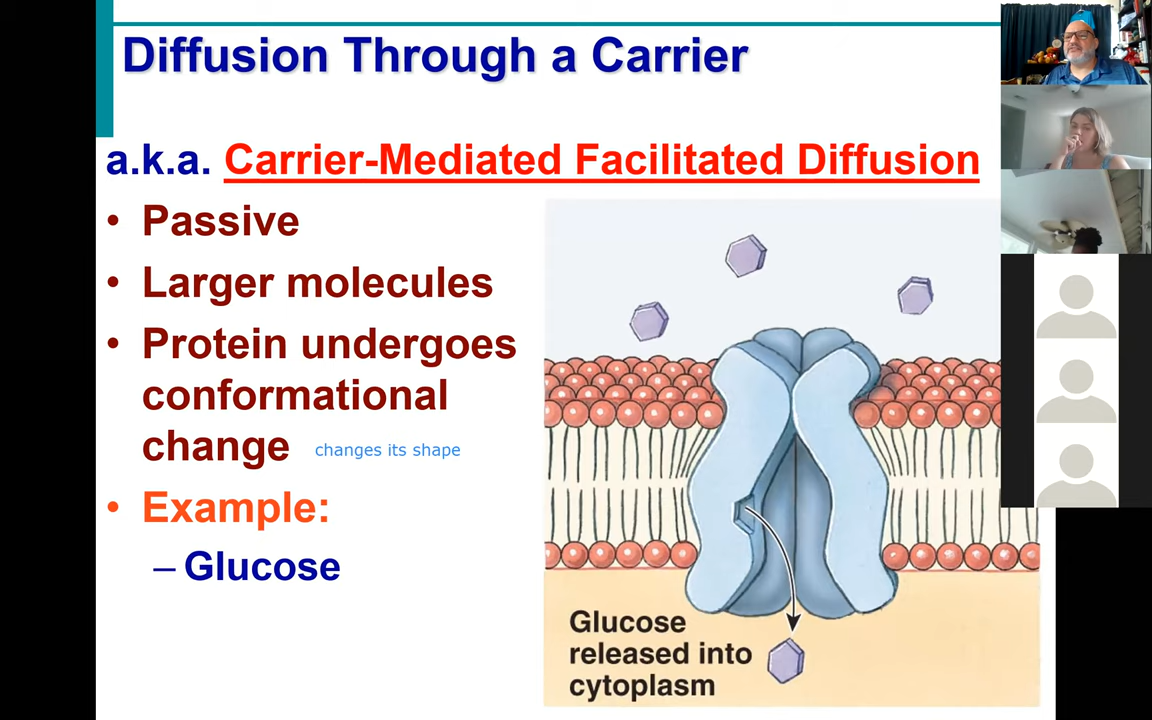 Diffusion Through a Carrier
a.k.a. Carrier-Mediated Facilitated Diffusion
• Passive
• Larger molecules
• Protein undergoes
conformational
change changes its shape
• Example:
– Glucose
Glucose
released into
cytoplasm